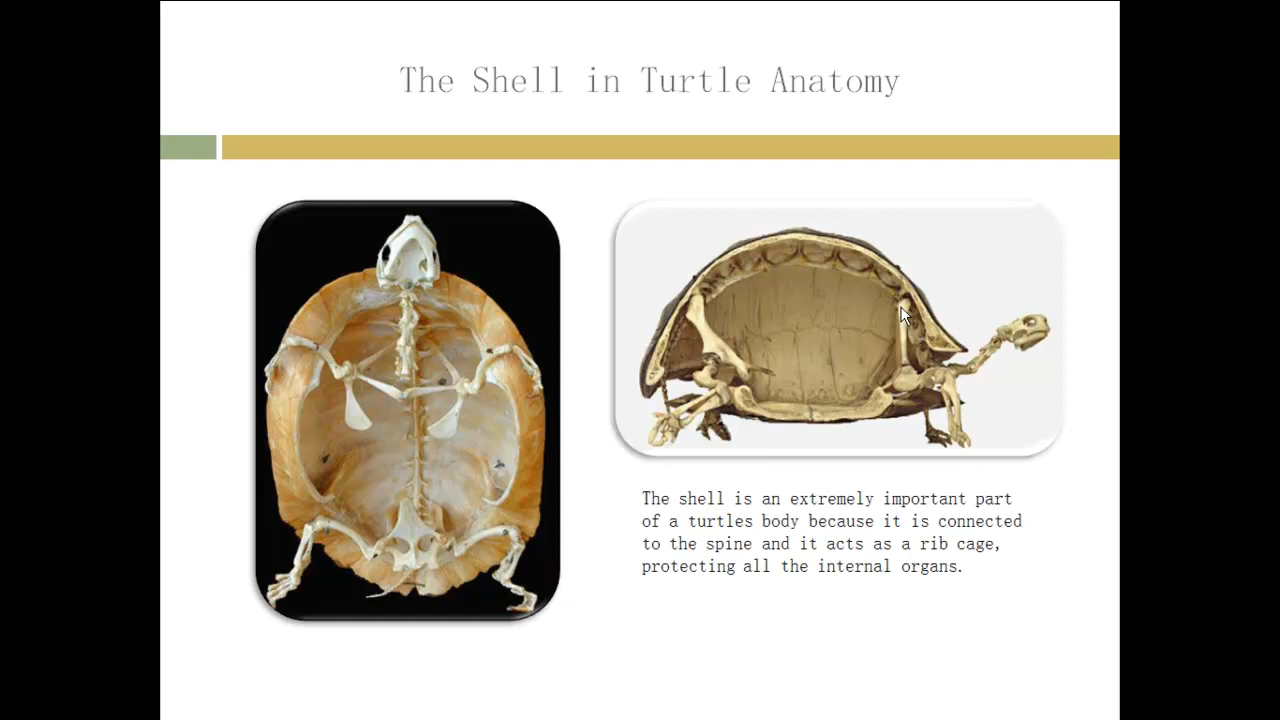 The Shell in Turtle Anatomy
The shell is an extremely important part
of a turtles body because it is connected
to the spine and it acts as a rib cage,
protecting all the internal organs.